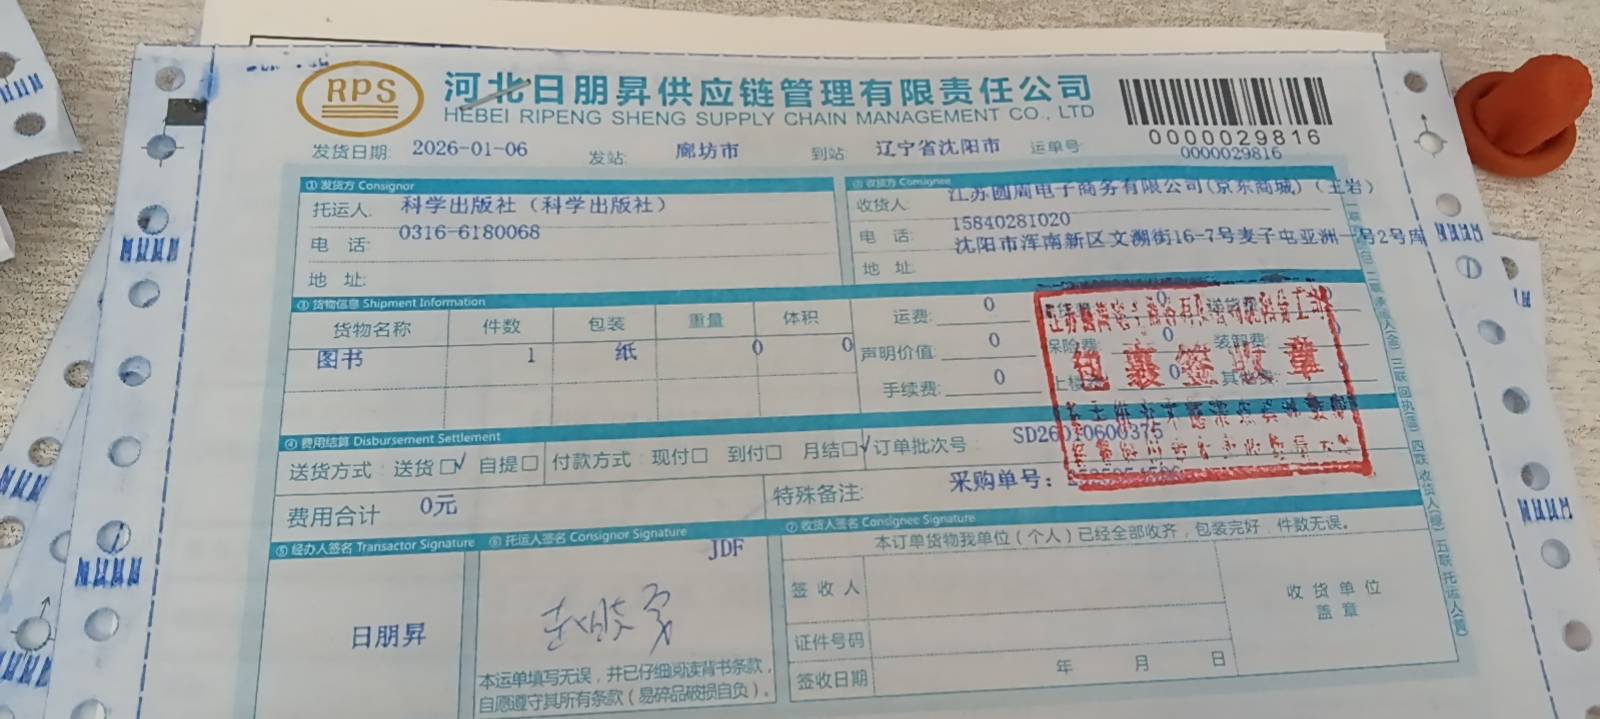 RPS
河北日朋昇供应链管理有限责任公司
HEBEI RIPENG SHENG SUPPLY CHAIN MANAGEMENT CO., LTD
0000029816
发货日期: 2026-01-06 发站: 廊坊市 到站: 辽宁省沈阳市 运单号: 0000029816
① 发货方 Consignor
托运人: 科学出版社（科学出版社）
电 话: 0316-6180068
地 址:
② 收货方 Consignee
收货人: 江苏圆周电子商务有限公司(京东商城)（王岩）
电 话: 15840281020
地 址: 沈阳市浑南新区文溯街16-7号麦子屯亚洲一号2号库
③ 货物信息 Shipment Information
货物名称 件数 包装 重量 体积
图书 1 纸 0 0
运费: 0 0
声明价值: 0 保险费: 0 装卸费:
手续费: 0 0 其他费:
包裹签收章
④ 费用结算 Disbursement Settlement
送货方式: 送货□✓ 自提□ 付款方式: 现付□ 到付□ 月结□✓ 订单批次号 SD26010600375
费用合计 0元 特殊备注: 采购单号:
⑤ 经办人签名 Transactor Signature
日朋昇
⑥ 托运人签名 Consignor Signature
JDF
本运单填写无误，并已仔细阅读背书条款，
自愿遵守其所有条款（易碎品破损自负）。
⑦ 收货人签名 Consignee Signature
本订单货物我单位（个人）已经全部收齐，包装完好，件数无误。
签 收 人
证件号码
签收日期 年 月 日
收 货 单 位
盖 章